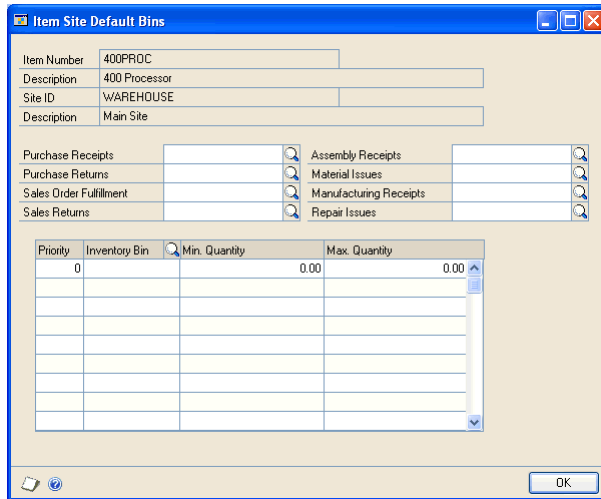 Item Site Default Bins
Item Number 400PROC
Description 400 Processor
Site ID WAREHOUSE
Description Main Site
Purchase Receipts Assembly Receipts
Purchase Returns Material Issues
Sales Order Fulfillment Manufacturing Receipts
Sales Returns Repair Issues
Priority Inventory Bin Min. Quantity Max. Quantity
0 0.00 0.00
OK